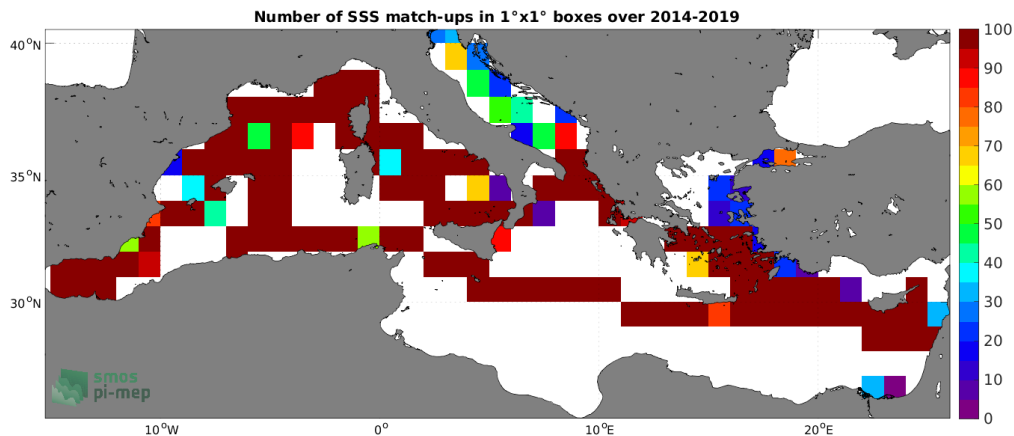 Number of SSS match-ups in 1°x1° boxes over 2014-2019
40°N
35°N
30°N
10°W
0°
10°E
20°E
100
90
80
70
60
50
40
30
20
10
0
smos
pi-mep